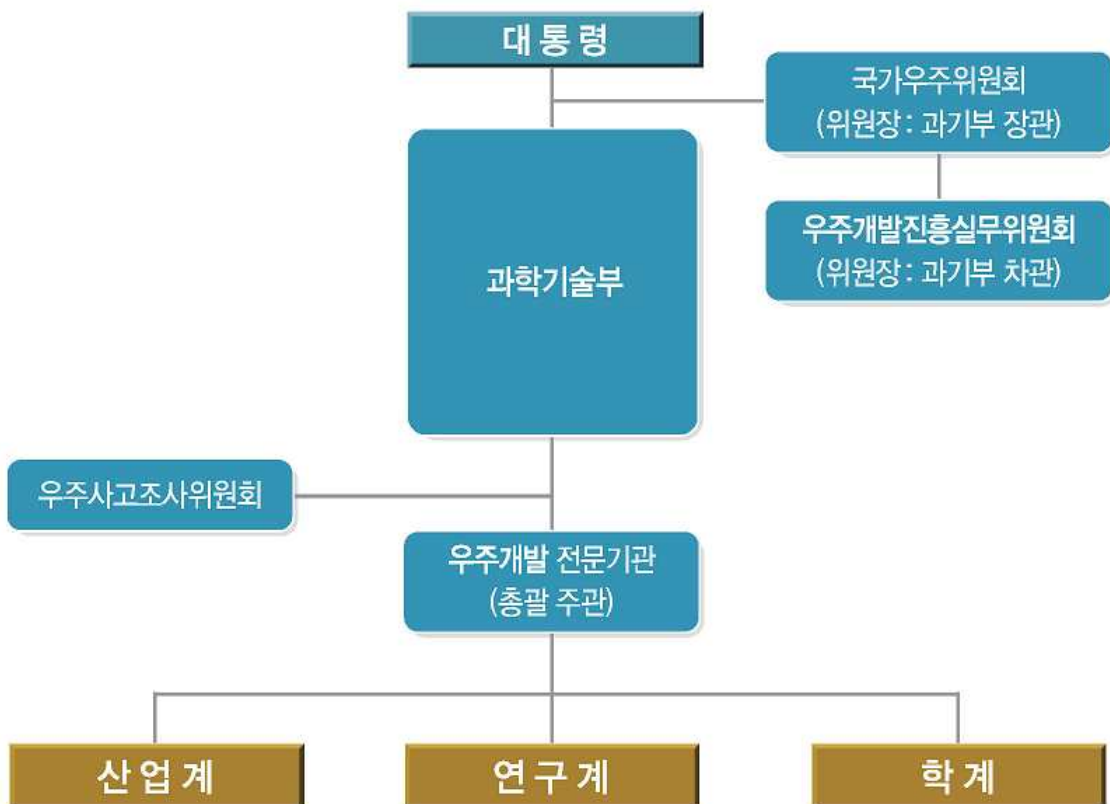 대통령
국가우주위원회
(위원장 : 과기부 장관)
우주개발진흥실무위원회
(위원장 : 과기부 차관)
과학기술부
우주사고조사위원회
우주개발 전문기관
(총괄 주관)
산업계
연구계
학계